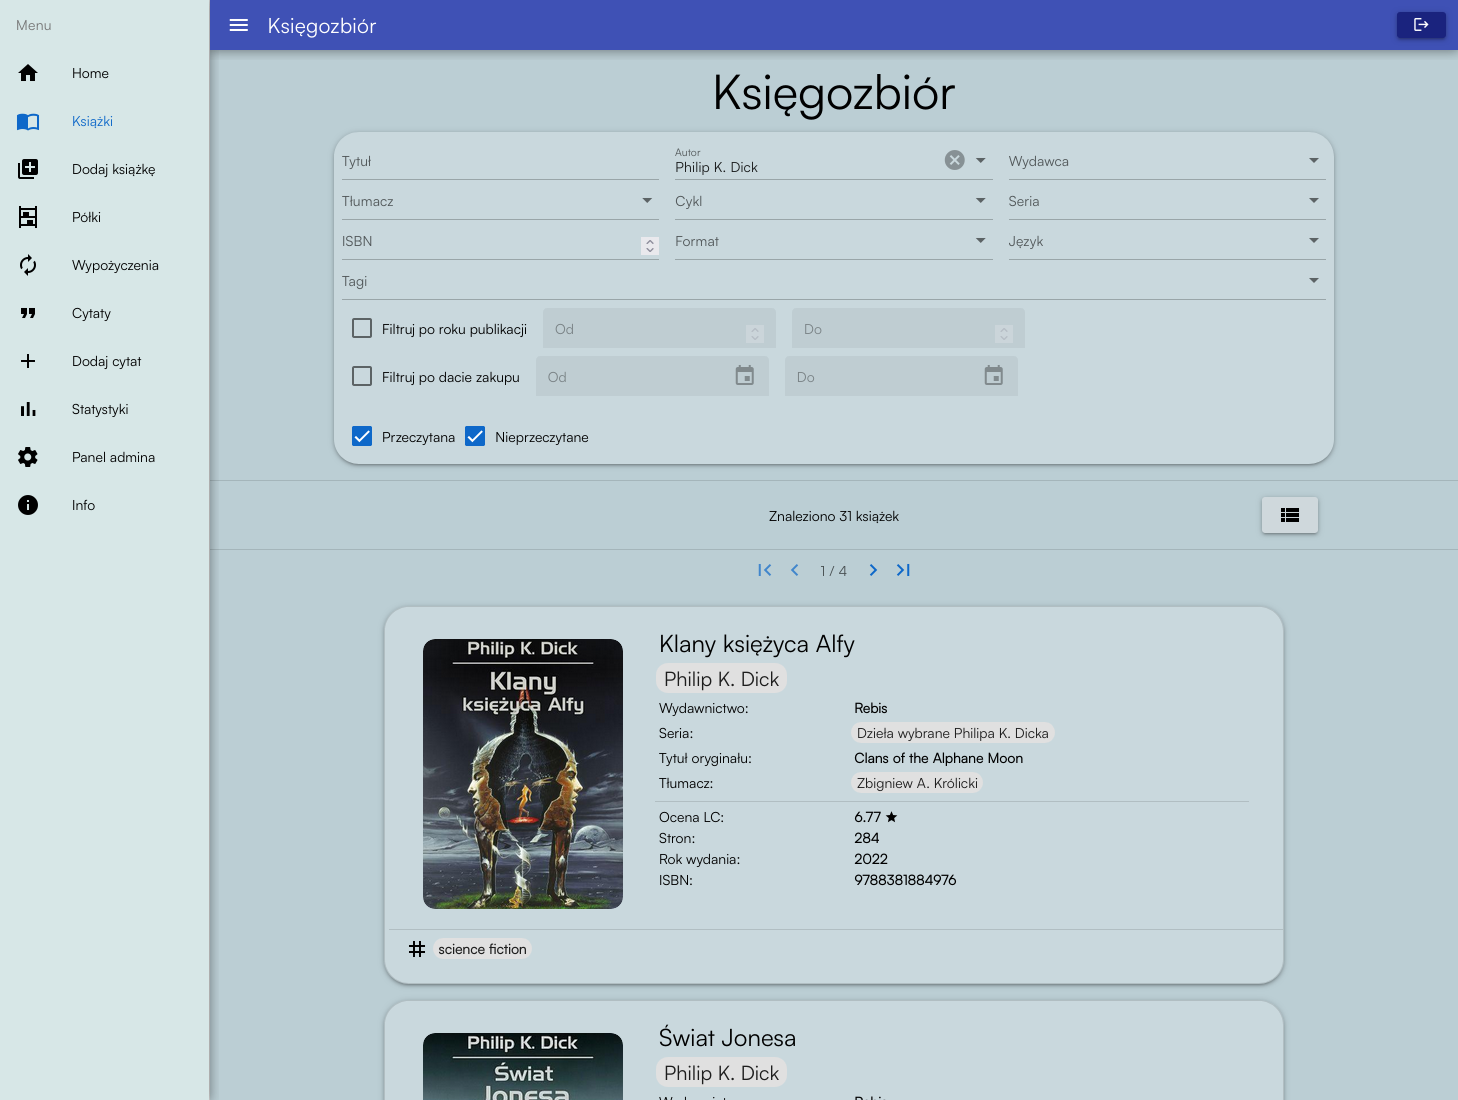 Menu
Home
Książki
Dodaj książkę
Półki
Wypożyczenia
Cytaty
Dodaj cytat
Statystyki
Panel admina
Info
Księgozbiór
Księgozbiór
Tytuł
Autor
Philip K. Dick
Wydawca
Tłumacz
Cykl
Seria
ISBN
Format
Język
Tagi
Filtruj po roku publikacji
Od
Do
Filtruj po dacie zakupu
Od
Do
Przeczytana
Nieprzeczytane
Znaleziono 31 książek
1 / 4
Philip K. Dick
Klany
księżyca Alfy
Klany księżyca Alfy
Philip K. Dick
Wydawnictwo: Rebis
Seria: Dzieła wybrane Philipa K. Dicka
Tytuł oryginału: Clans of the Alphane Moon
Tłumacz: Zbigniew A. Królicki
Ocena LC: 6.77 ★
Stron: 284
Rok wydania: 2022
ISBN: 9788381884976
# science fiction
Philip K. Dick
Świat
Jonesa
Świat Jonesa
Philip K. Dick